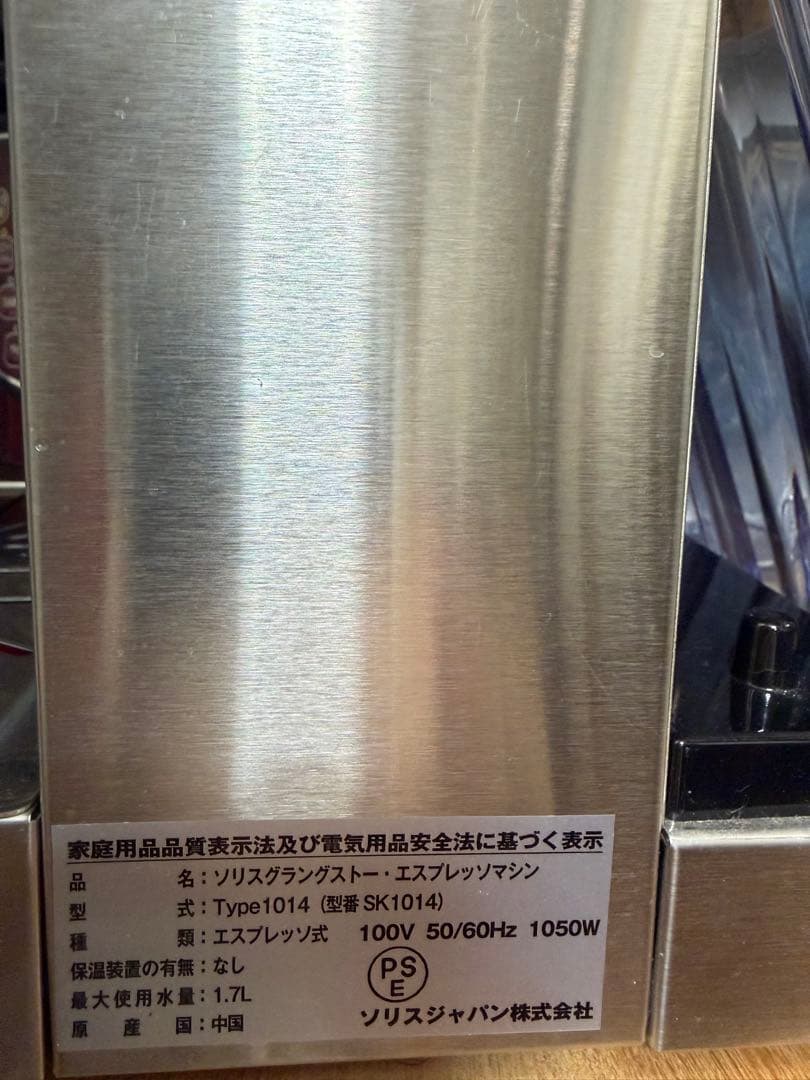 家庭用品品質表示法及び電気用品安全法に基づく表示
品名：ソリスグラングストー・エスプレッソマシン
型式：Type1014（型番 SK1014）
種類：エスプレッソ式 100V 50/60Hz 1050W
保温装置の有無：なし
PSE
最大使用水量：1.7L
原産国：中国
ソリスジャパン株式会社